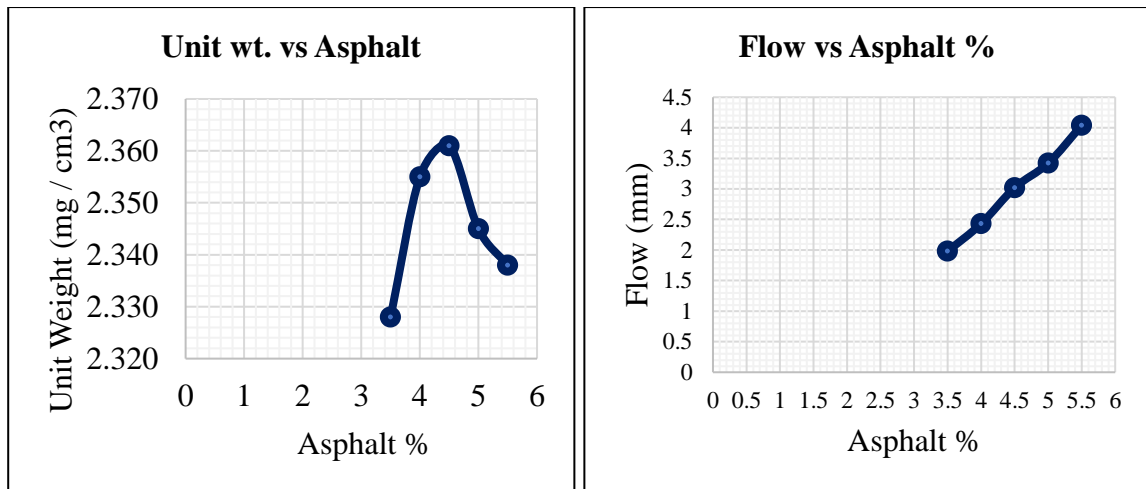 Unit wt. vs Asphalt
Unit Weight (mg / cm3)
2.370
2.360
2.350
2.340
2.330
2.320
0 1 2 3 4 5 6
Asphalt %
Flow vs Asphalt %
Flow (mm)
4.5
4
3.5
3
2.5
2
1.5
1
0.5
0
0 0.5 1 1.5 2 2.5 3 3.5 4 4.5 5 5.5 6
Asphalt %